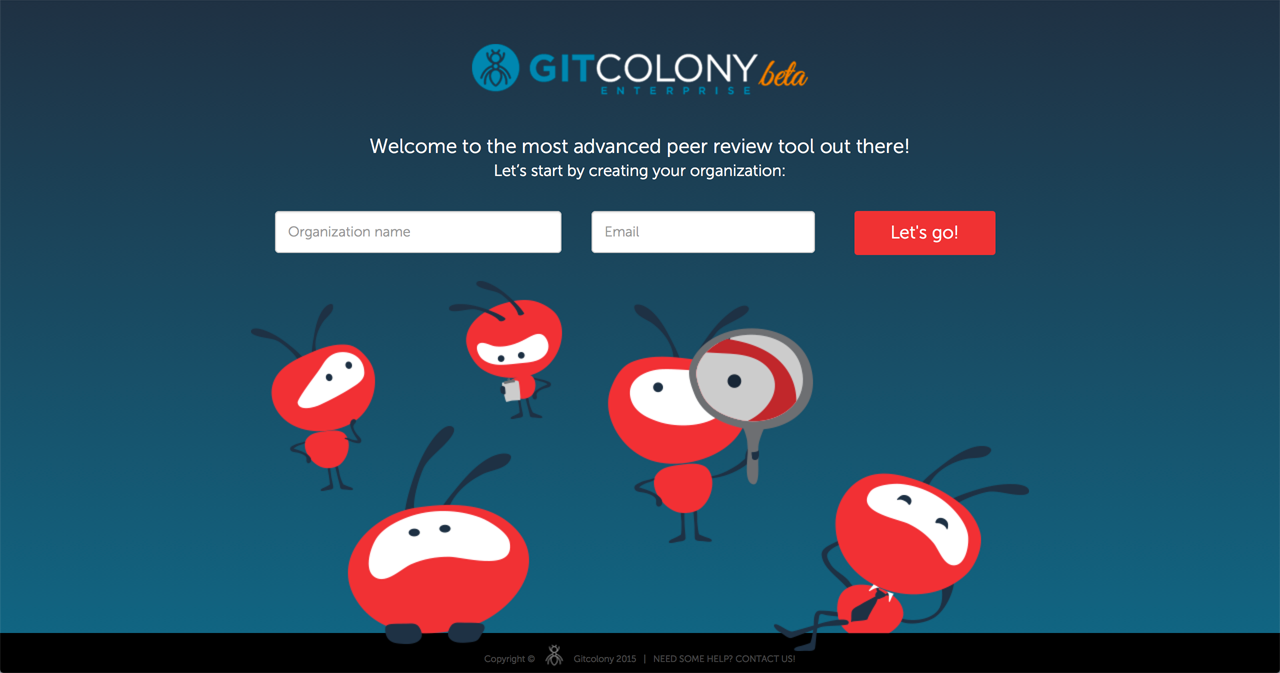 GITCOLONY beta
ENTERPRISE
Welcome to the most advanced peer review tool out there!
Let’s start by creating your organization:
Organization name
Email
Let's go!
Copyright © Gitcolony 2015 | NEED SOME HELP? CONTACT US!